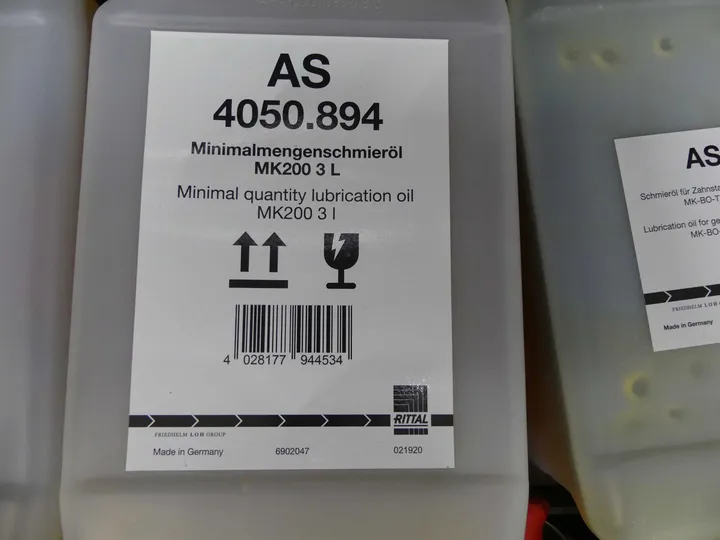 AS
4050.894
Minimalmengenschmieröl
MK200 3 L
Minimal quantity lubrication oil
MK200 3 l
4 028177 944534
RITTAL
FRIEDHELM LOH GROUP
Made in Germany 6902047 021920
AS
Schmieröl für
MK-BO-
Lubrication oil for
MK-BO-
FRIEDHELM LOH
Made in Germany